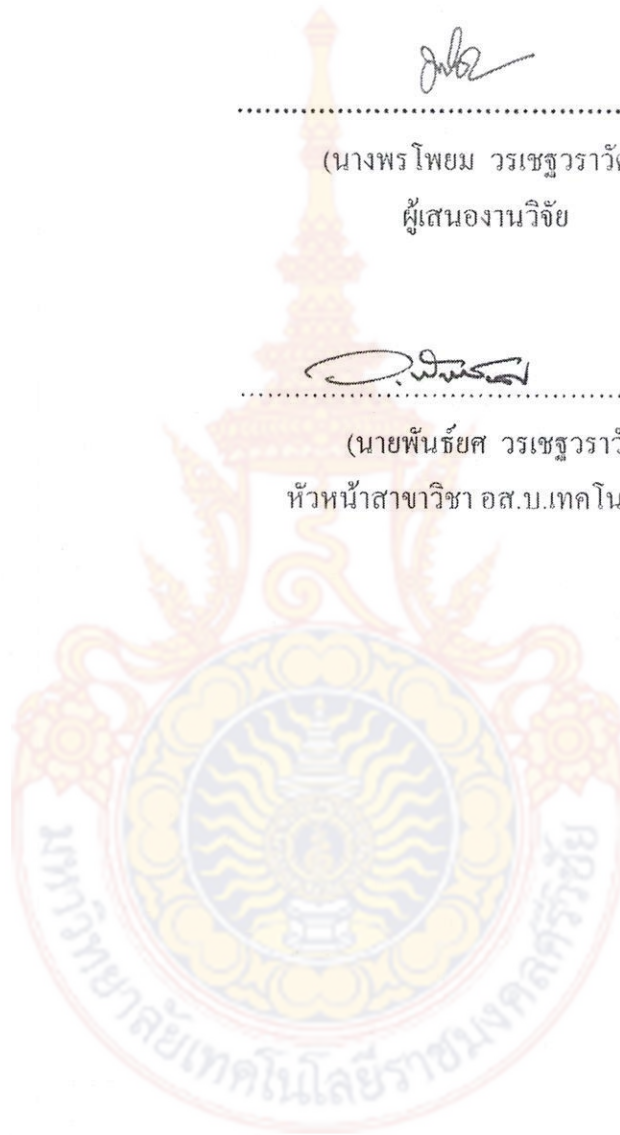 (นางพรโพยม วรเชฐวราวั
ผู้เสนองานวิจัย
(นายพันธ์ยศ วรเชฐวราวั
หัวหน้าสาขาวิชา อส.บ.เทคโน
มหาวิทยาลัยเทคโนโลยีราชมงคลศรีวิชัย